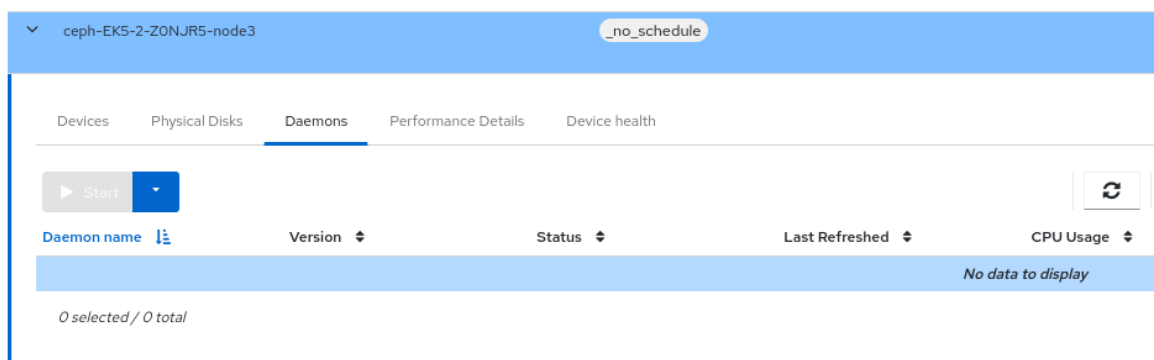 ceph-EK5-2-Z0NJR5-node3 _no_schedule
Devices Physical Disks Daemons Performance Details Device health
Start
Daemon name Version Status Last Refreshed CPU Usage
No data to display
0 selected / 0 total